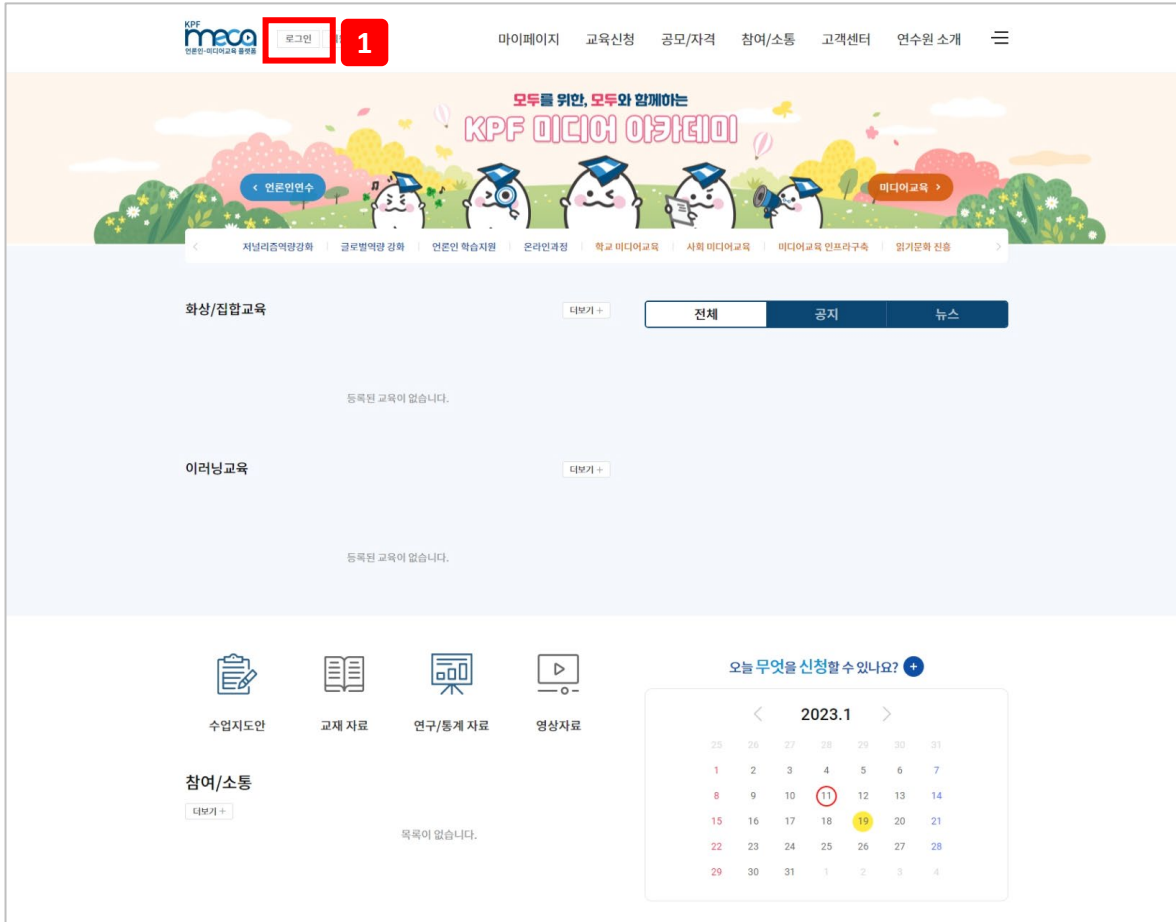 KPF
meca
언론인·미디어교육 플랫폼
로그인
1
마이페이지 교육신청 공모/자격 참여/소통 고객센터 연수원 소개
모두를 위한, 모두와 함께하는
KPF 미디어 아카데미
< 언론인연수
미디어교육 >
< 저널리즘역량강화 글로벌역량 강화 언론인 학습지원 온라인과정 학교 미디어교육 사회 미디어교육 미디어교육 인프라구축 읽기문화 진흥 >
화상/집합교육
더보기 +
전체 공지 뉴스
등록된 교육이 없습니다.
이러닝교육
더보기 +
등록된 교육이 없습니다.
수업지도안 교재 자료 연구/통계 자료 영상자료
참여/소통
더보기 +
목록이 없습니다.
오늘 무엇을 신청할 수 있나요? +
< 2023.1 >
25 26 27 28 29 30 31
1 2 3 4 5 6 7
8 9 10 11 12 13 14
15 16 17 18 19 20 21
22 23 24 25 26 27 28
29 30 31 1 2 3 4